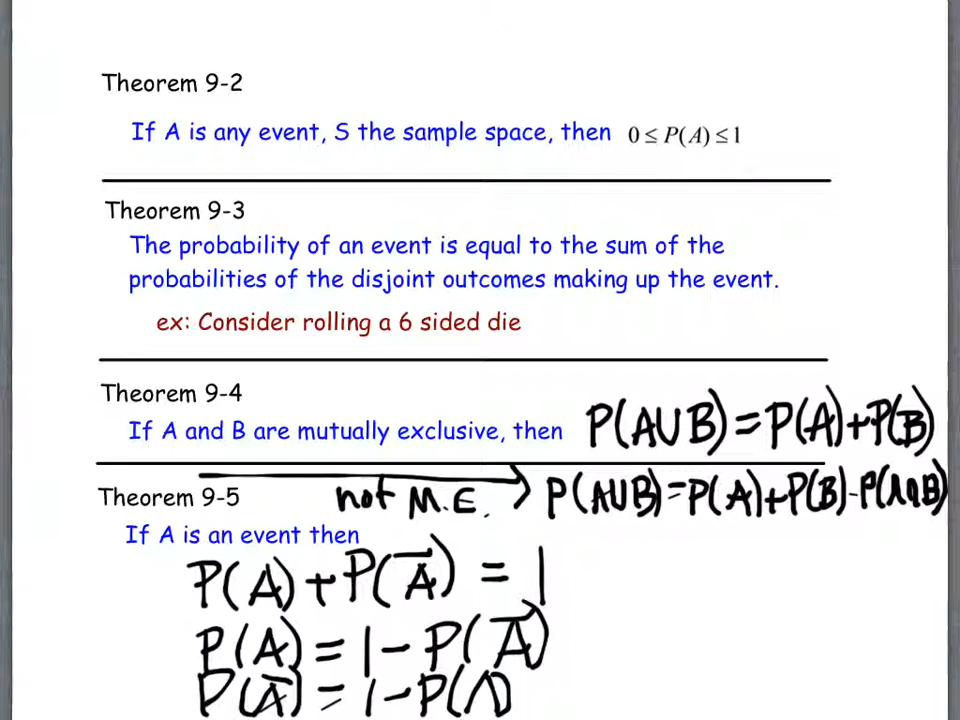 Theorem 9-2
If A is any event, S the sample space, then 0 ≤ P(A) ≤ 1
Theorem 9-3
The probability of an event is equal to the sum of the
probabilities of the disjoint outcomes making up the event.
ex: Consider rolling a 6 sided die
Theorem 9-4
If A and B are mutually exclusive, then P(A∪B)=P(A)+P(B)
not M.E. P(A∪B)=P(A)+P(B)-P(A∩B)
Theorem 9-5
If A is an event then
P(A)+P(A̅) = 1
P(A) = 1-P(A̅)
P(A̅) = 1-P(A)